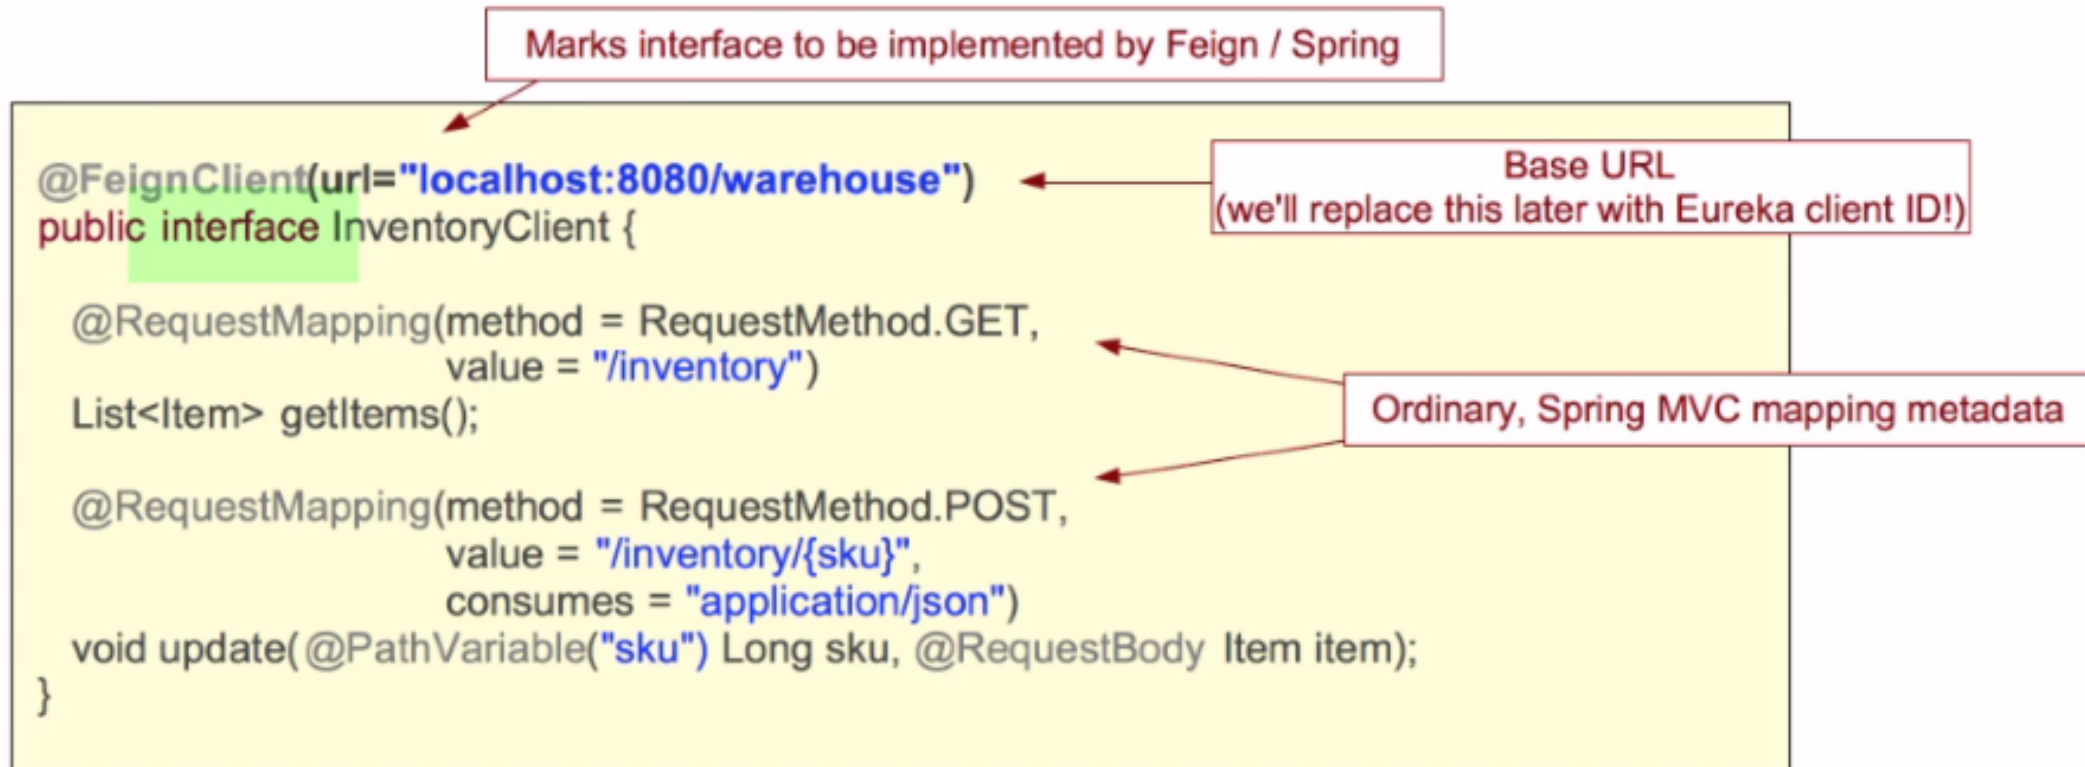 Marks interface to be implemented by Feign / Spring
@FeignClient(url="localhost:8080/warehouse")
Base URL
(we'll replace this later with Eureka client ID!)
public interface InventoryClient {
@RequestMapping(method = RequestMethod.GET,
value = "/inventory")
List<Item> getItems();
Ordinary, Spring MVC mapping metadata
@RequestMapping(method = RequestMethod.POST,
value = "/inventory/{sku}",
consumes = "application/json")
void update(@PathVariable("sku") Long sku, @RequestBody Item item);
}